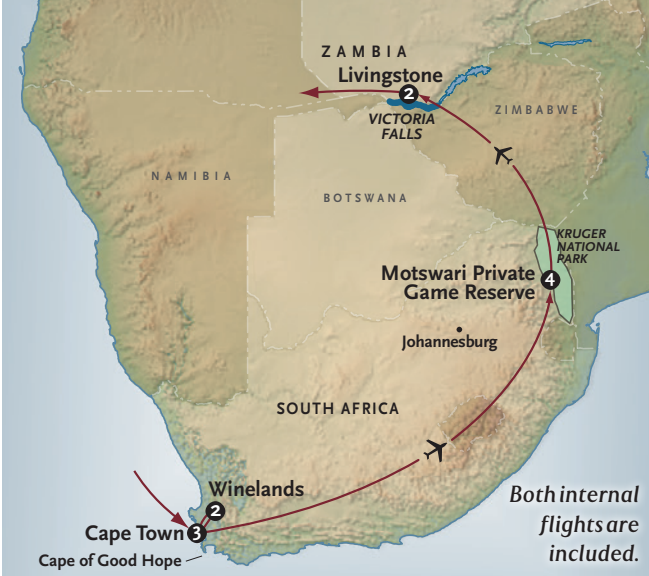 ZAMBIA
Livingstone
2
VICTORIA
FALLS
ZIMBABWE
NAMIBIA
BOTSWANA
KRUGER
NATIONAL
PARK
Motswari Private
Game Reserve
4
Johannesburg
SOUTH AFRICA
Winelands
2
Cape Town
3
Cape of Good Hope
Both internal
flights are
included.